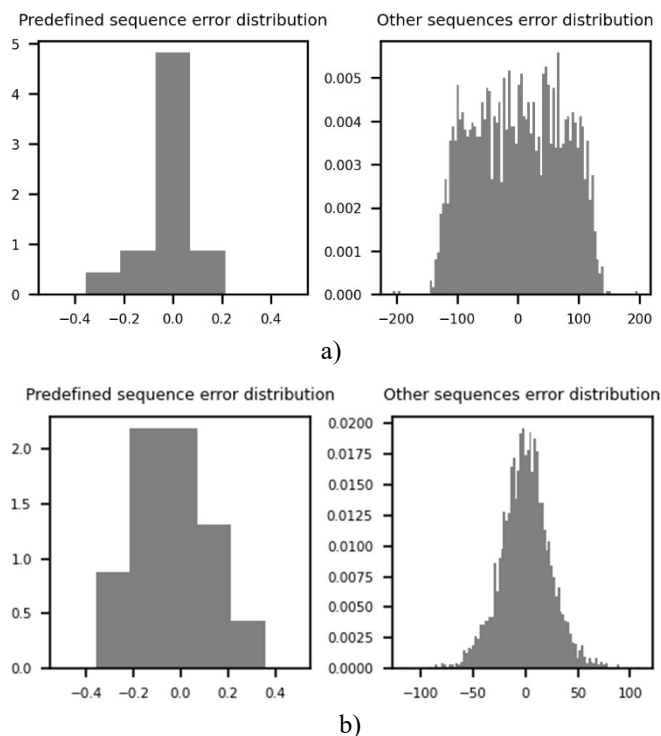 Predefined sequence error distribution
Other sequences error distribution
5
4
3
2
1
0
−0.4 −0.2 0.0 0.2 0.4
0.005
0.004
0.003
0.002
0.001
0.000
−200 −100 0 100 200
a)
Predefined sequence error distribution
Other sequences error distribution
2.0
1.5
1.0
0.5
0.0
−0.4 −0.2 0.0 0.2 0.4
0.0200
0.0175
0.0150
0.0125
0.0100
0.0075
0.0050
0.0025
0.0000
−100 −50 0 50 100
b)